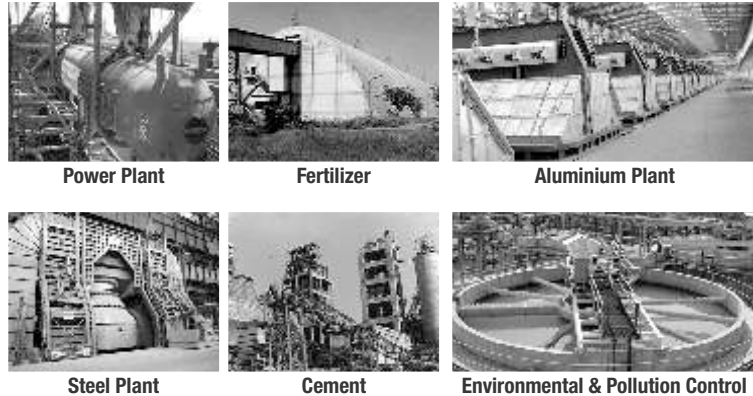 Power Plant
Fertilizer
Aluminium Plant
Steel Plant
Cement
Environmental & Pollution Control